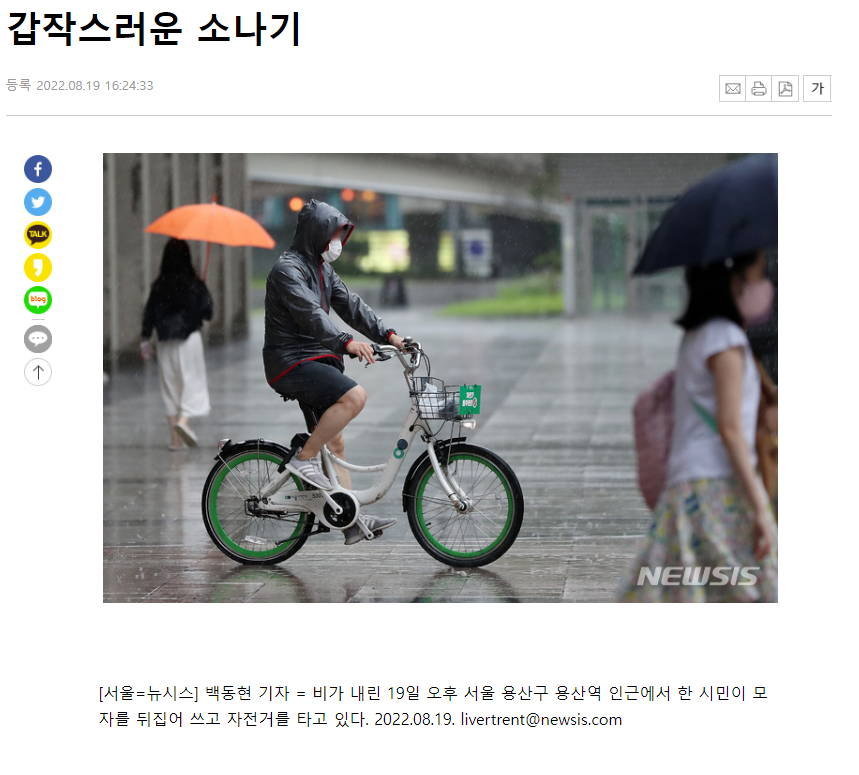 갑작스러운 소나기
등록 2022.08.19 16:24:33
가
f
TALK
blog
NEWSIS
[서울=뉴시스] 백동현 기자 = 비가 내린 19일 오후 서울 용산구 용산역 인근에서 한 시민이 모
자를 뒤집어 쓰고 자전거를 타고 있다. 2022.08.19. livertrent@newsis.com